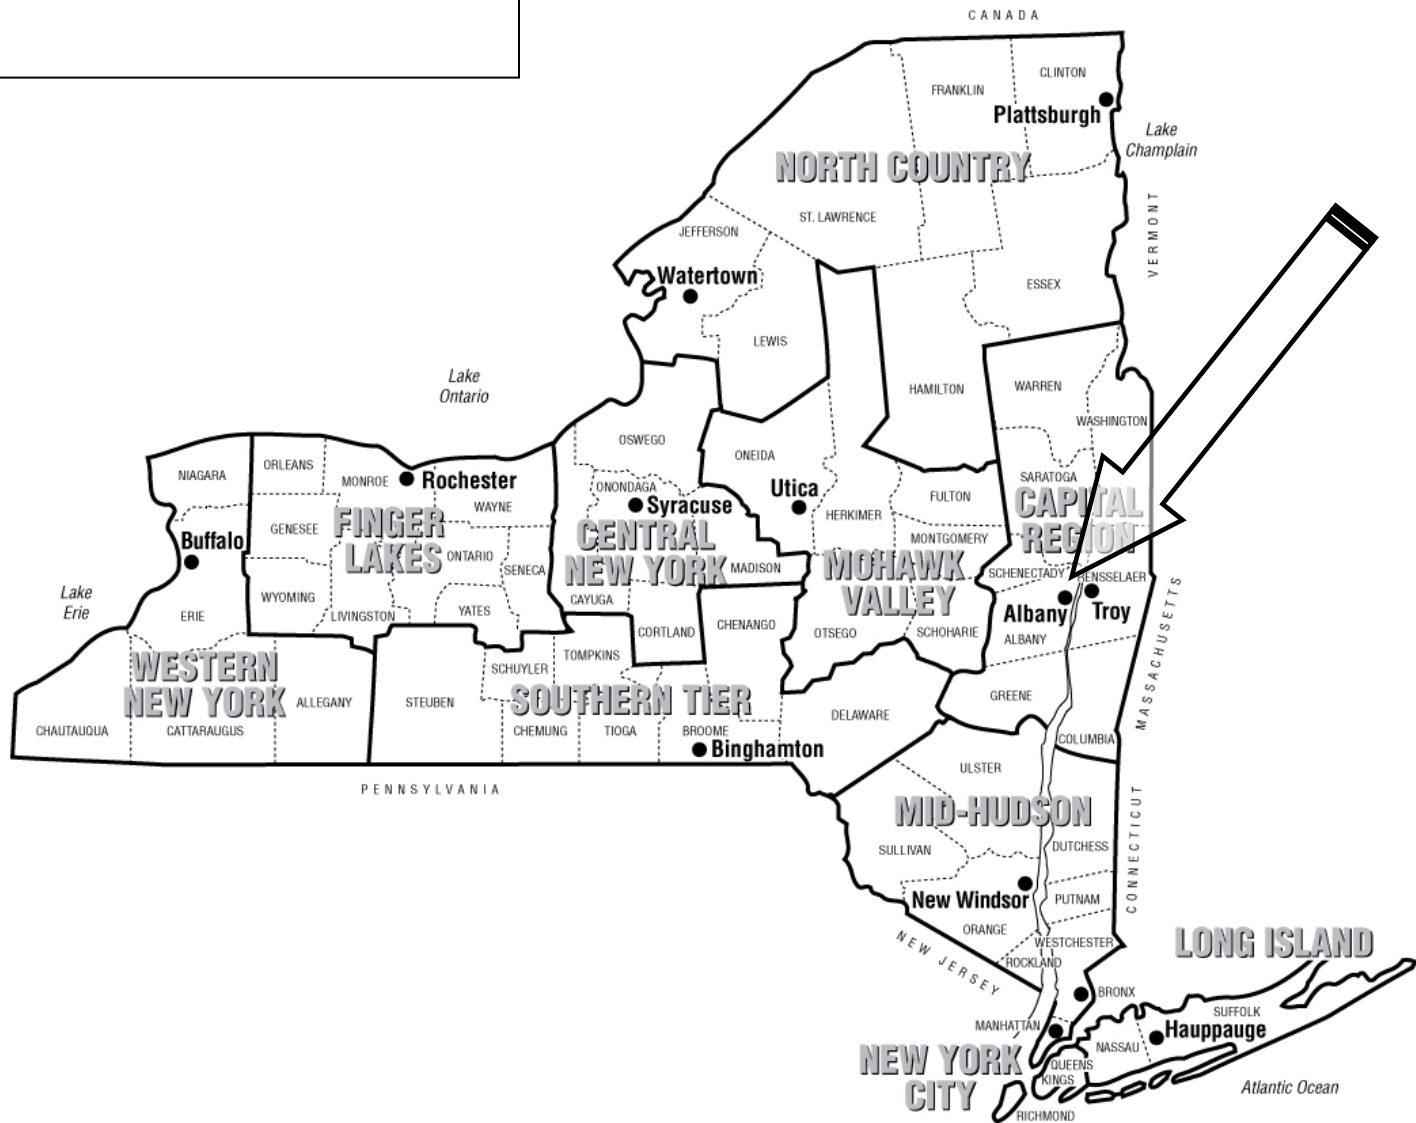 CANADA
CLINTON
FRANKLIN
Plattsburgh
Lake
Champlain
NORTH COUNTRY
VERMONT
ST. LAWRENCE
JEFFERSON
Watertown
ESSEX
LEWIS
Lake
Ontario
HAMILTON
WARREN
WASHINGTON
OSWEGO
ONEIDA
NIAGARA
ORLEANS
MONROE
Rochester
WAYNE
ONONDAGA
Syracuse
Utica
HERKIMER
FULTON
SARATOGA
CAPITAL
REGION
GENESEE
FINGER
LAKES
ONTARIO
SENECA
CENTRAL
NEW YORK
MADISON
MONTGOMERY
MOHAWK
VALLEY
SCHENECTADY
RENSSELAER
Buffalo
Lake
Erie
ERIE
WYOMING
LIVINGSTON
YATES
CAYUGA
CORTLAND
CHENANGO
OTSEGO
SCHOHARIE
Albany
ALBANY
Troy
MASSACHUSETTS
WESTERN
NEW YORK
ALLEGANY
STEUBEN
SCHUYLER
TOMPKINS
SOUTHERN TIER
CHAUTAUQUA
CATTARAUGUS
CHEMUNG
TIOGA
BROOME
Binghamton
DELAWARE
GREENE
COLUMBIA
PENNSYLVANIA
ULSTER
MID-HUDSON
SULLIVAN
DUTCHESS
CONNECTICUT
New Windsor
PUTNAM
ORANGE
WESTCHESTER
ROCKLAND
NEW JERSEY
LONG ISLAND
BRONX
MANHATTAN
SUFFOLK
Hauppauge
NASSAU
NEW YORK
CITY
QUEENS
KINGS
RICHMOND
Atlantic Ocean